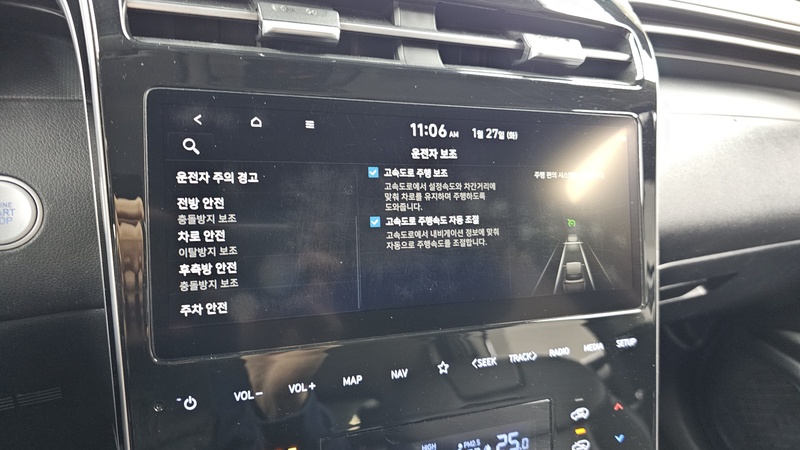 11:06 AM 1월 27일 (화)
운전자 보조
운전자 주의 경고
전방 안전
충돌방지 보조
차로 안전
이탈방지 보조
후측방 안전
충돌방지 보조
주차 안전
고속도로 주행 보조
고속도로에서 설정속도와 차간거리에
맞춰 차로를 유지하며 주행하도록
도와줍니다.
고속도로 주행속도 자동 조절
고속도로에서 내비게이션 정보에 맞춰
자동으로 주행속도를 조절합니다.
주행 편의
VOL− VOL+ MAP NAV SEEK TRACK RADIO MEDIA SETUP
HIGH PM2.5 25.0